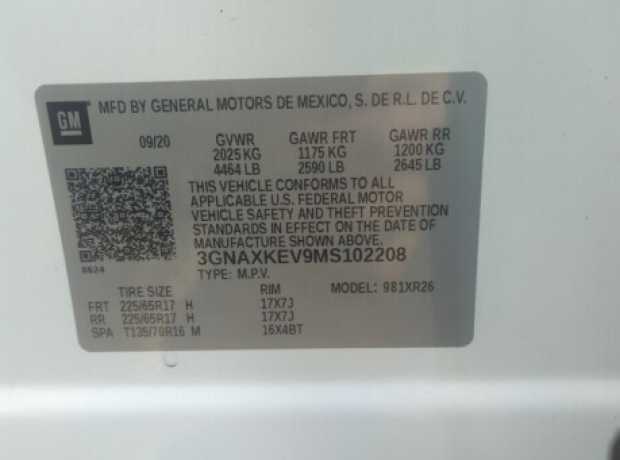 GM
MFD BY GENERAL MOTORS DE MEXICO, S. DE R.L. DE C.V.
09/20 GVWR GAWR FRT GAWR RR
2025 KG 1175 KG 1200 KG
4464 LB 2590 LB 2645 LB
THIS VEHICLE CONFORMS TO ALL
APPLICABLE U.S. FEDERAL MOTOR
VEHICLE SAFETY AND THEFT PREVENTION
STANDARDS IN EFFECT ON THE DATE OF
MANUFACTURE SHOWN ABOVE.
3GNAXKEV9MS102208
8624 TYPE: M.P.V.
TIRE SIZE RIM MODEL: 981XR26
FRT 225/65R17 H 17X7J
RR 225/65R17 H 17X7J
SPA T135/70R16 M 16X4BT